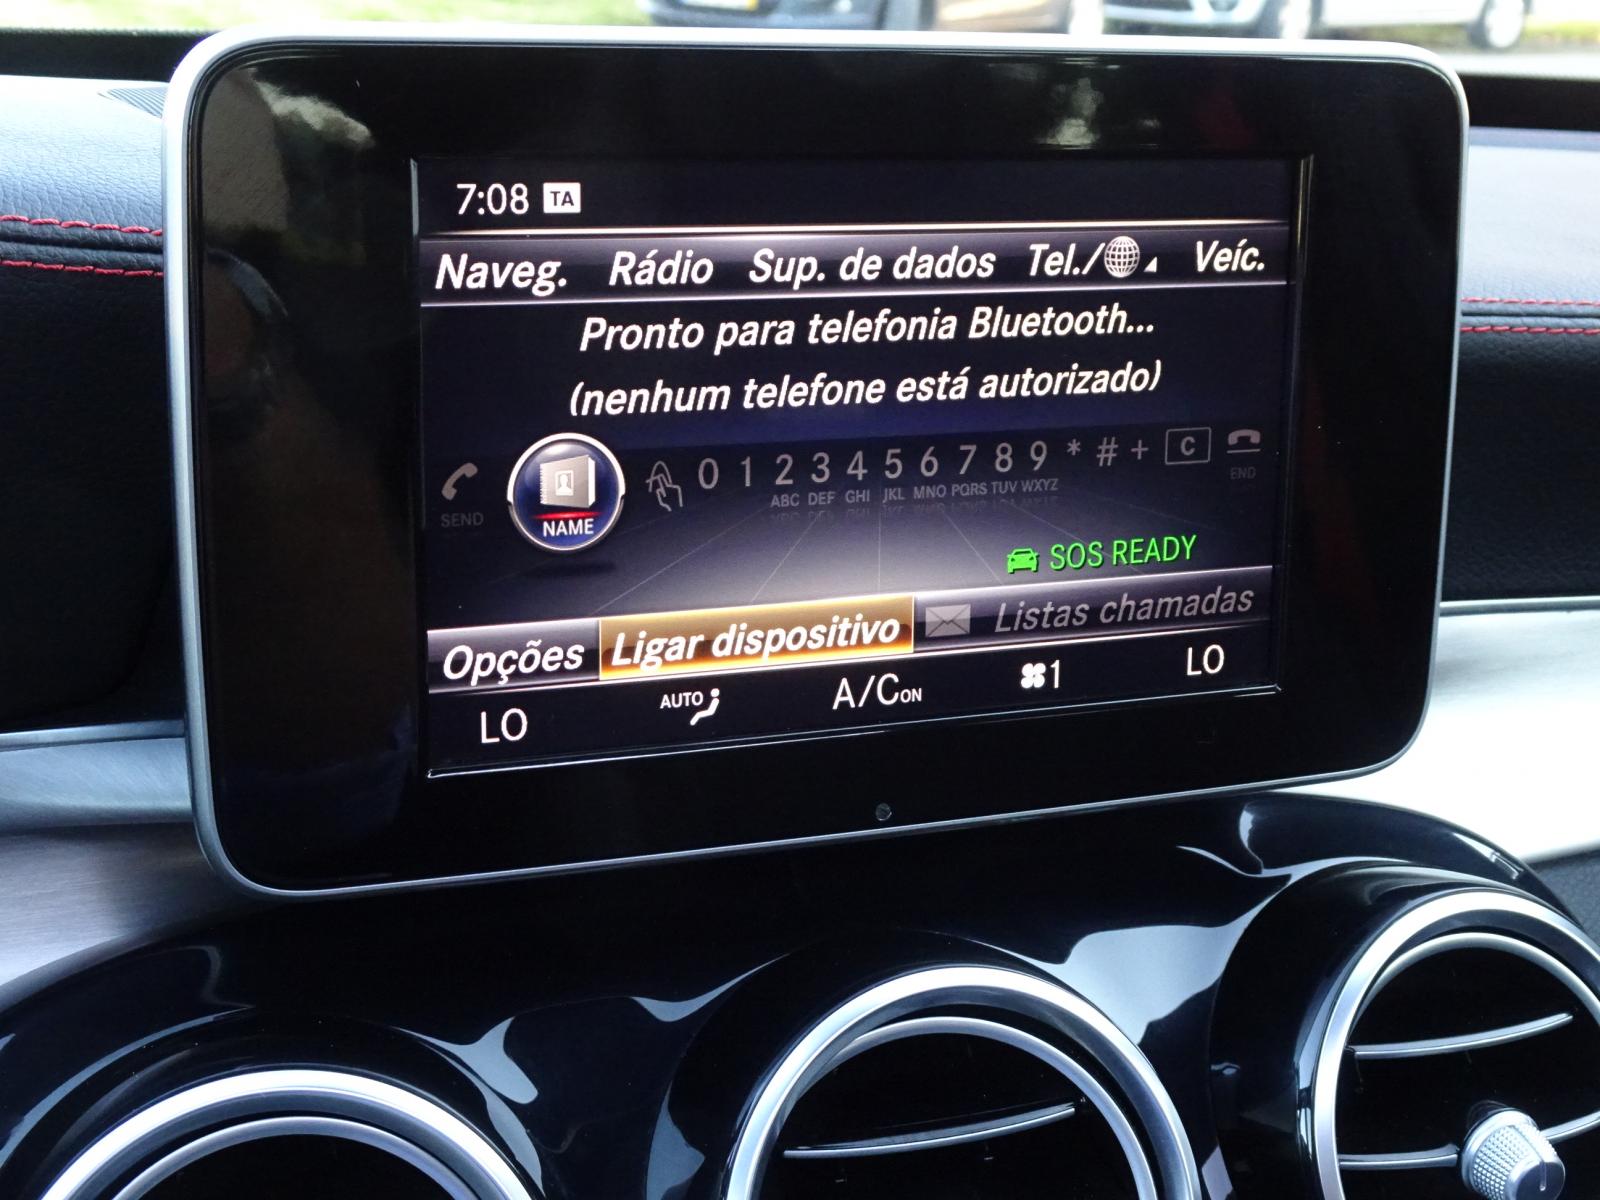 7:08 TA
Naveg. Rádio Sup. de dados Tel./ Veíc.
Pronto para telefonia Bluetooth...
(nenhum telefone está autorizado)
SEND NAME 0 1 2 3 4 5 6 7 8 9 * # + C END
ABC DEF GHI JKL MNO PQRS TUV WXYZ
SOS READY
Opções Ligar dispositivo Listas chamadas
LO AUTO A/C ON 1 LO